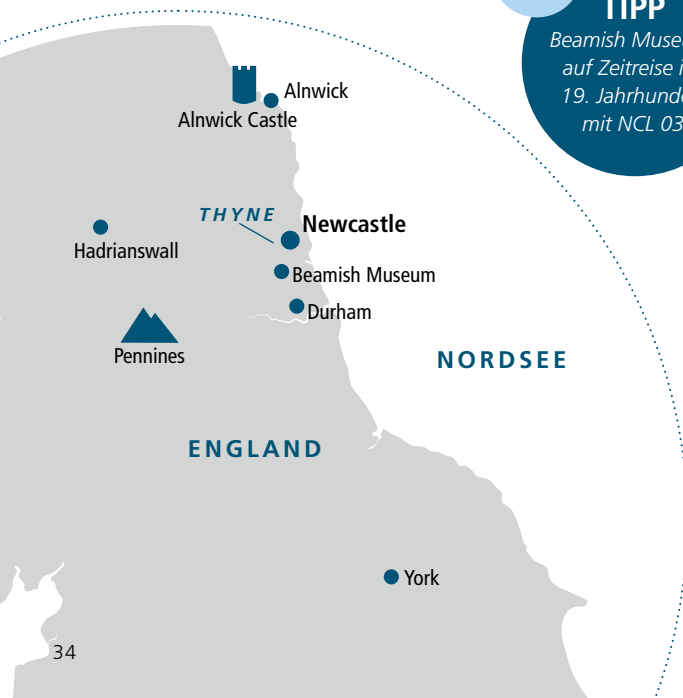 TIPP
Beamish Muse
auf Zeitreise i
19. Jahrhunde
mit NCL 03
Alnwick
Alnwick Castle
THYNE
Newcastle
Hadrianswall
Beamish Museum
Durham
Pennines
NORDSEE
ENGLAND
York
34